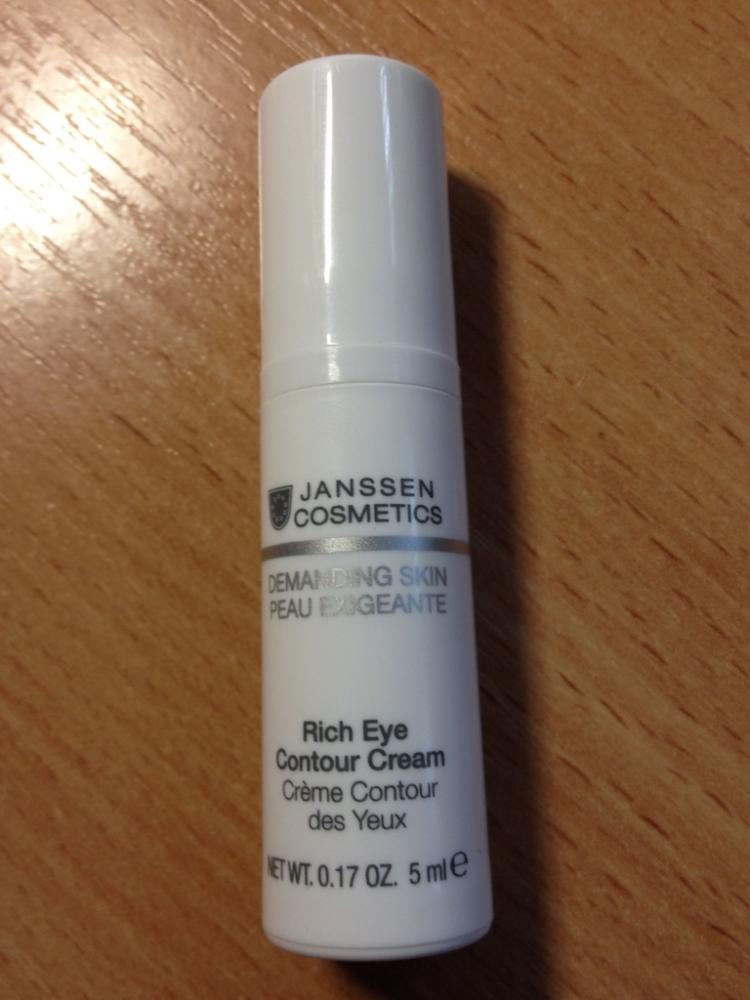 JANSSEN
COSMETICS
DEMANDING SKIN
PEAU EXIGEANTE
Rich Eye
Contour Cream
Crème Contour
des Yeux
NET WT. 0.17 OZ. 5 ml e